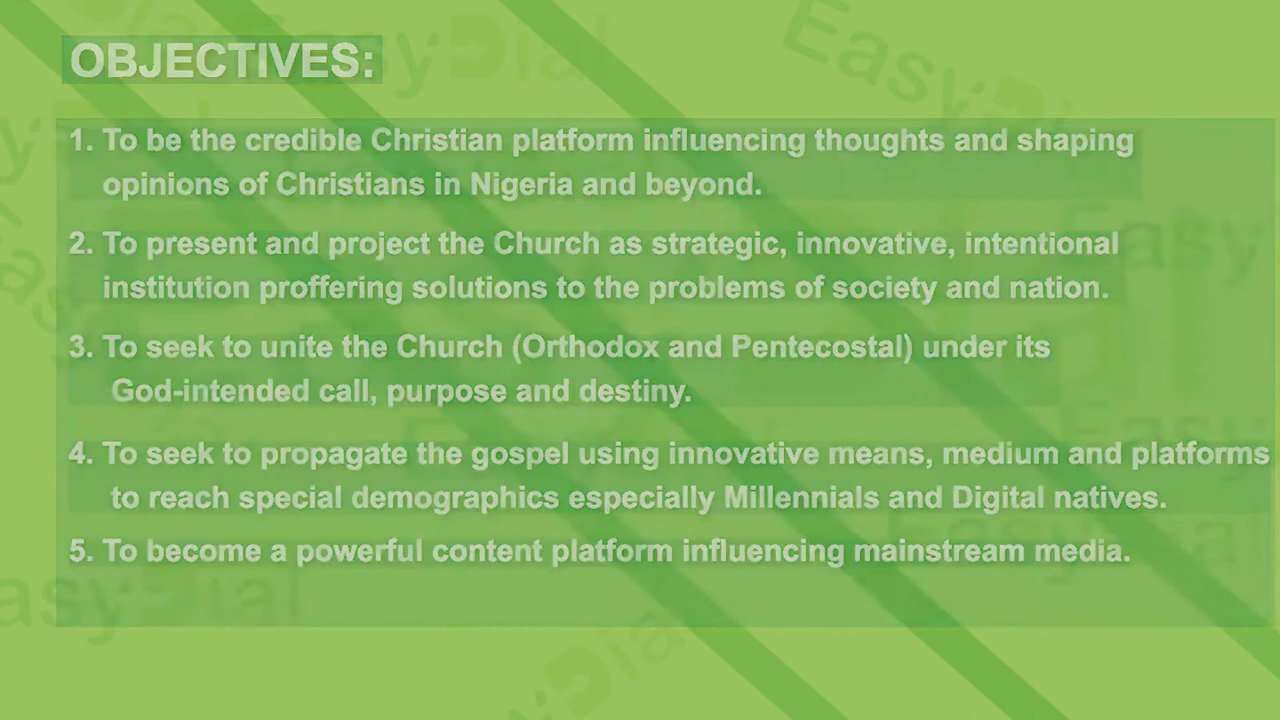 OBJECTIVES:
1. To be the credible Christian platform influencing thoughts and shaping
opinions of Christians in Nigeria and beyond.
2. To present and project the Church as strategic, innovative, intentional
institution proffering solutions to the problems of society and nation.
3. To seek to unite the Church (Orthodox and Pentecostal) under its
God-intended call, purpose and destiny.
4. To seek to propagate the gospel using innovative means, medium and platforms
to reach special demographics especially Millennials and Digital natives.
5. To become a powerful content platform influencing mainstream media.
EasyDial
EasyDial
Easy
EasyDial